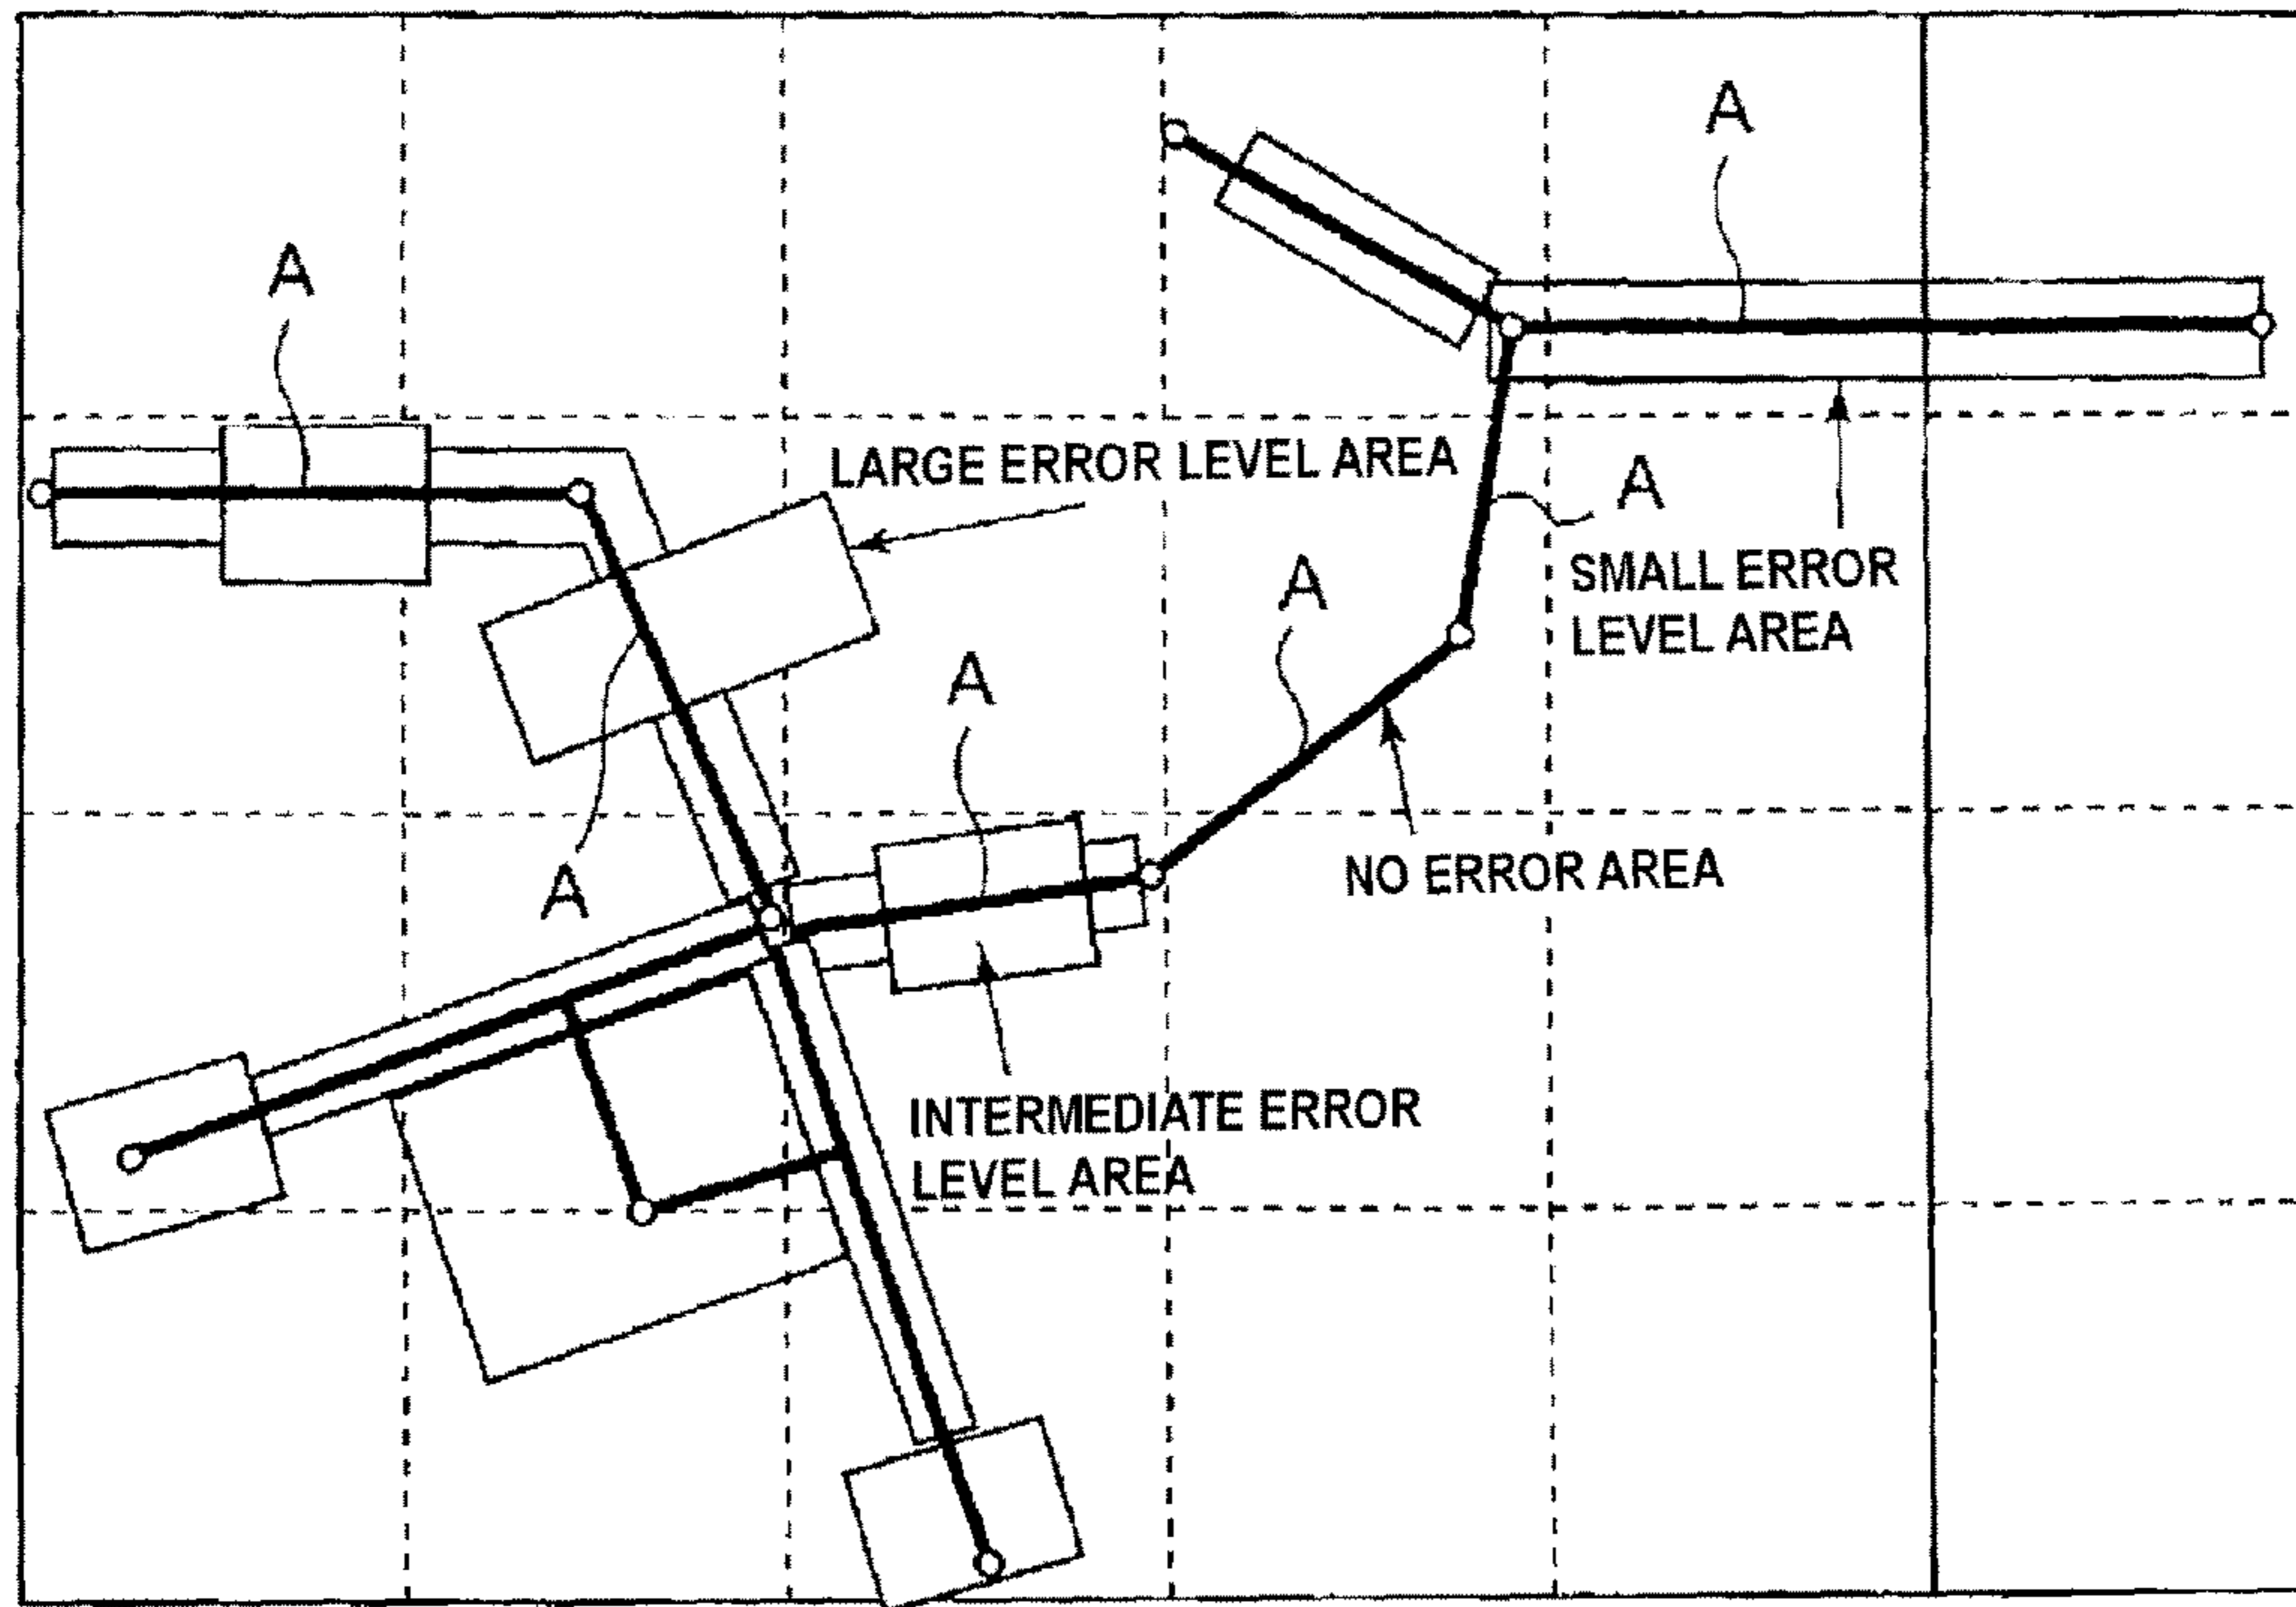 A
A
LARGE ERROR LEVEL AREA
A
SMALL ERROR
LEVEL AREA
A
A
NO ERROR AREA
A
INTERMEDIATE ERROR
LEVEL AREA